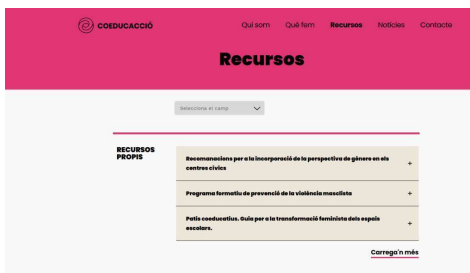 COEDUCACCIÓ
Qui som Què fem Recursos Notícies Contacte
Recursos
Selecciona el camp
RECURSOS
PROPIS
Recomanacions per a la incorporació de la perspectiva de gènere en els
centres cívics
+
Programa formatiu de prevenció de la violència masclista
+
Patis coeducatius. Guia per a la transformació feminista dels espais
escolars.
+
Carrega'n més